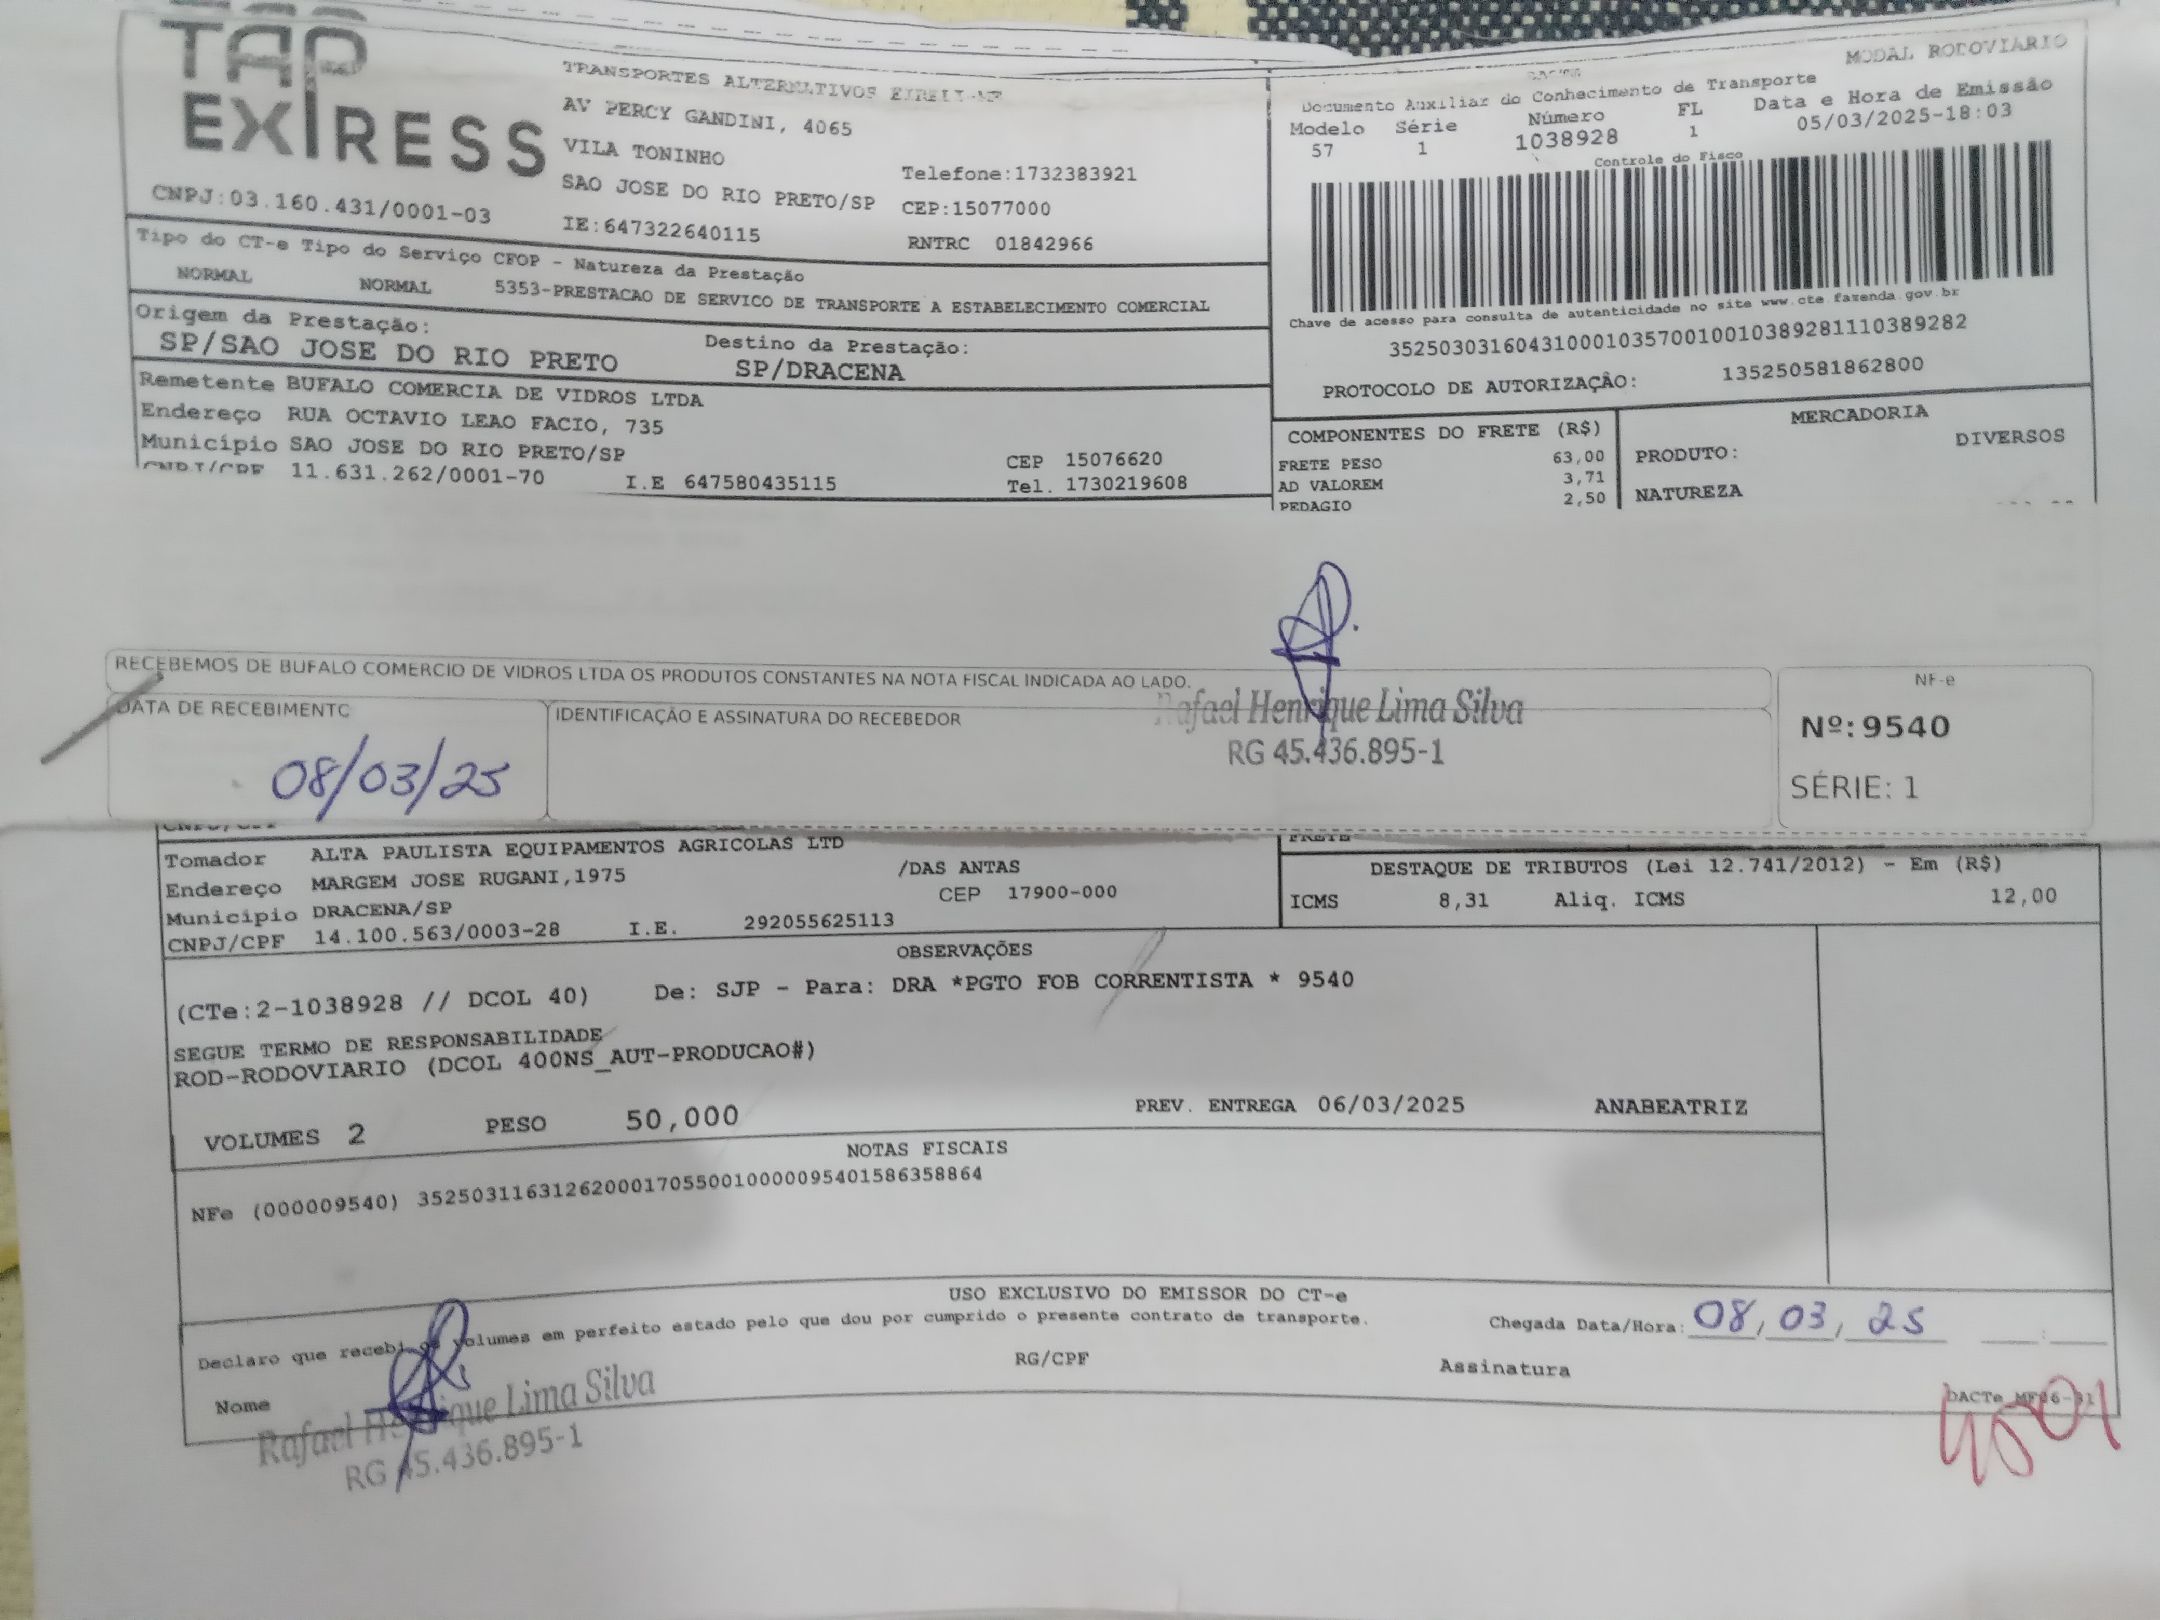 TAP
EXPRESS
CNPJ:03.160.431/0001-03
TRANSPORTES ALTERNATIVOS EIRELI-ME
AV PERCY GANDINI, 4065
VILA TONINHO
SAO JOSE DO RIO PRETO/SP
IE:647322640115
Telefone:1732383921
CEP:15077000
RNTRC 01842966
MODAL RODOVIARIO
Documento Auxiliar do Conhecimento de Transporte
Modelo Série Número FL Data e Hora de Emissão
57 1 1038928 1 05/03/2025-18:03
Controle do Fisco
Chave de acesso para consulta de autenticidade no site www.cte.fazenda.gov.br
35250303160431000103570010010389281110389282
PROTOCOLO DE AUTORIZAÇÃO: 135250581862800
Tipo do CT-e Tipo do Serviço CFOP - Natureza da Prestação
NORMAL NORMAL 5353-PRESTACAO DE SERVICO DE TRANSPORTE A ESTABELECIMENTO COMERCIAL
Origem da Prestação: Destino da Prestação:
SP/SAO JOSE DO RIO PRETO SP/DRACENA
Remetente BUFALO COMERCIA DE VIDROS LTDA
Endereço RUA OCTAVIO LEAO FACIO, 735
Município SAO JOSE DO RIO PRETO/SP CEP 15076620
CNPJ/CPF 11.631.262/0001-70 I.E 647580435115 Tel. 1730219608
COMPONENTES DO FRETE (R$)
FRETE PESO 63,00
AD VALOREM 3,71
PEDAGIO 2,50
MERCADORIA
PRODUTO: DIVERSOS
NATUREZA
RECEBEMOS DE BUFALO COMERCIO DE VIDROS LTDA OS PRODUTOS CONSTANTES NA NOTA FISCAL INDICADA AO LADO.
DATA DE RECEBIMENTO
08/03/25
IDENTIFICAÇÃO E ASSINATURA DO RECEBEDOR
Rafael Henrique Lima Silva
RG 45.436.895-1
NF-e
Nº: 9540
SÉRIE: 1
CNPJ/CPF
FRETE
Tomador ALTA PAULISTA EQUIPAMENTOS AGRICOLAS LTD
Endereço MARGEM JOSE RUGANI,1975 /DAS ANTAS
Município DRACENA/SP CEP 17900-000
CNPJ/CPF 14.100.563/0003-28 I.E. 292055625113
DESTAQUE DE TRIBUTOS (Lei 12.741/2012) - Em (R$)
ICMS 8,31 Aliq. ICMS 12,00
OBSERVAÇÕES
(CTe:2-1038928 // DCOL 40) De: SJP - Para: DRA *PGTO FOB CORRENTISTA * 9540
SEGUE TERMO DE RESPONSABILIDADE
ROD-RODOVIARIO (DCOL 400NS_AUT-PRODUCAO#)
VOLUMES 2 PESO 50,000 PREV. ENTREGA 06/03/2025 ANABEATRIZ
NOTAS FISCAIS
NFe (000009540) 35250311631262000170550010000095401586358864
USO EXCLUSIVO DO EMISSOR DO CT-e
Declaro que recebi os volumes em perfeito estado pelo que dou por cumprido o presente contrato de transporte.
Chegada Data/Hora: 08, 03, 25
Nome RG/CPF Assinatura
Rafael Henrique Lima Silva
RG 45.436.895-1